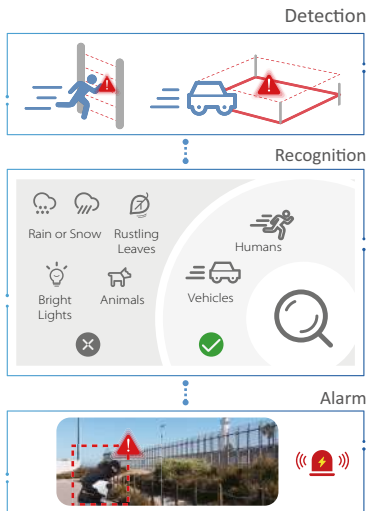 Detection
Recognition
Rain or Snow
Rustling
Leaves
Humans
Bright
Lights
Animals
Vehicles
Alarm